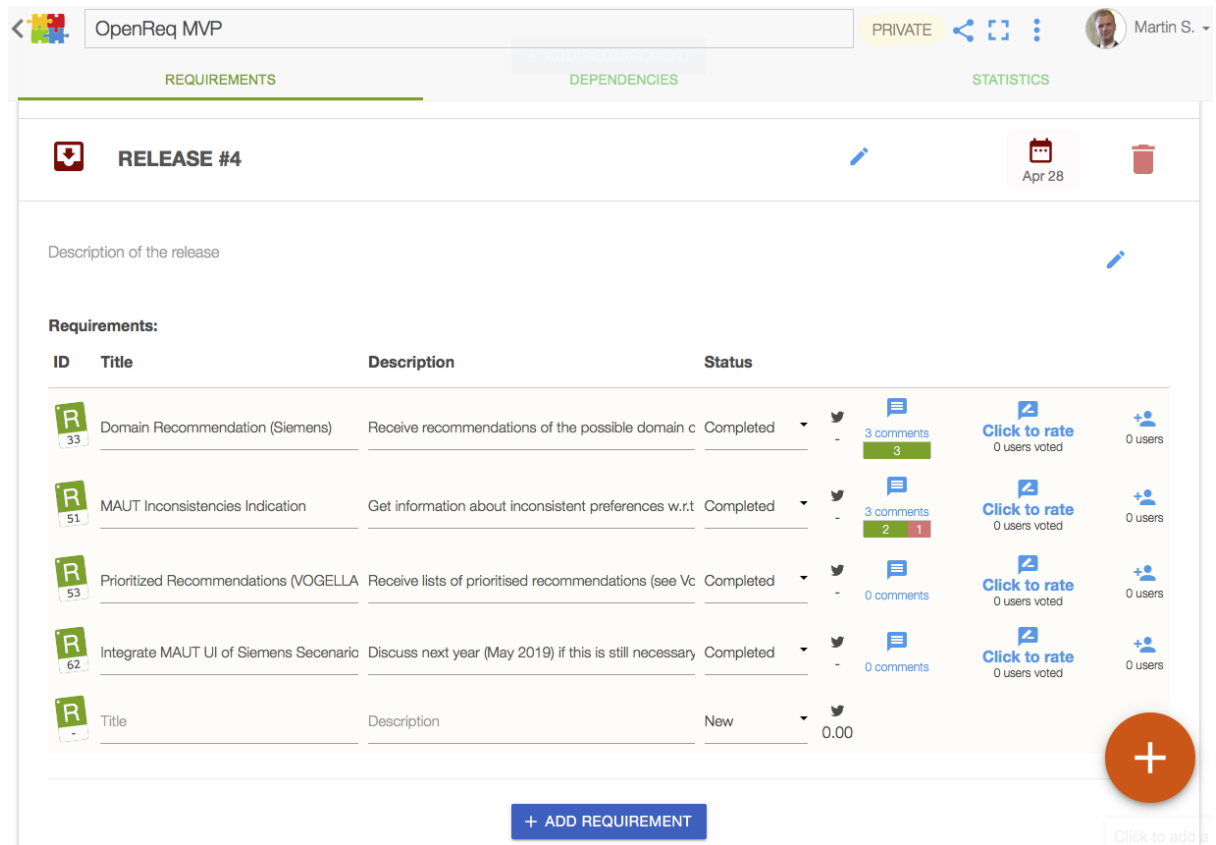 OpenReq MVP
PRIVATE
Martin S.
REQUIREMENTS DEPENDENCIES STATISTICS
RELEASE #4
Apr 28
Description of the release
Requirements:
ID Title Description Status
R 33 Domain Recommendation (Siemens) Receive recommendations of the possible domain c Completed - 3 comments 3 Click to rate 0 users voted 0 users
R 51 MAUT Inconsistencies Indication Get information about inconsistent preferences w.r.t Completed - 3 comments 2 1 Click to rate 0 users voted 0 users
R 53 Prioritized Recommendations (VOGELLA Receive lists of prioritised recommendations (see Vc Completed - 0 comments Click to rate 0 users voted 0 users
R 62 Integrate MAUT UI of Siemens Secenario Discuss next year (May 2019) if this is still necessary Completed - 0 comments Click to rate 0 users voted 0 users
R - Title Description New 0.00
+ ADD REQUIREMENT
Click to add a